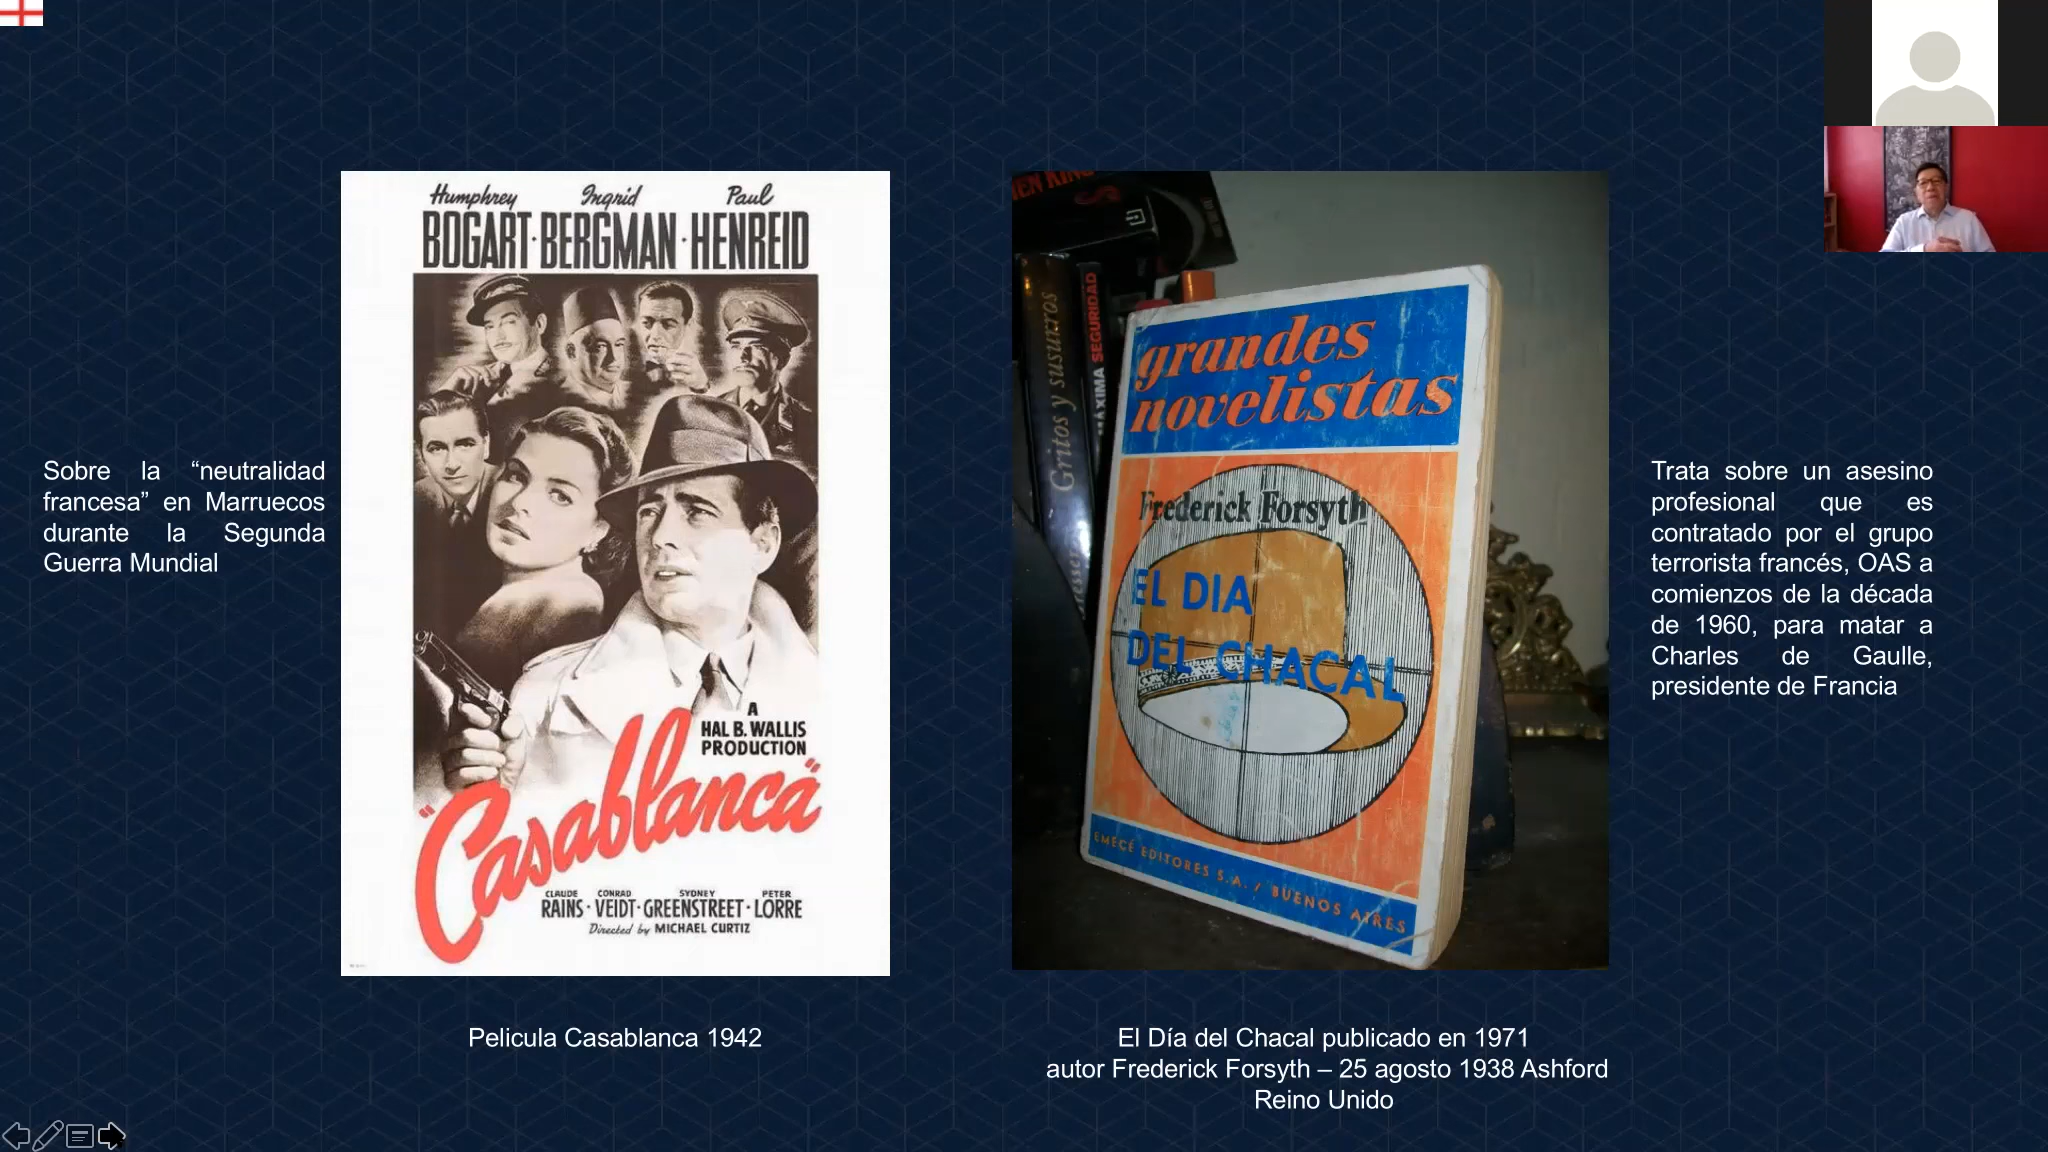 Sobre la “neutralidad
francesa” en Marruecos
durante la Segunda
Guerra Mundial
Humphrey Ingrid Paul
BOGART · BERGMAN · HENREID
A
HAL B. WALLIS
PRODUCTION
“Casablanca”
CLAUDE CONRAD SYDNEY PETER
RAINS · VEIDT · GREENSTREET · LORRE
Directed by MICHAEL CURTIZ
Pelicula Casablanca 1942
Gritos y susurros
MÁXIMA SEGURIDAD
grandes
novelistas
Frederick Forsyth
EL DIA
DEL CHACAL
EMECÉ EDITORES S.A. / BUENOS AIRES
El Día del Chacal publicado en 1971
autor Frederick Forsyth – 25 agosto 1938 Ashford
Reino Unido
Trata sobre un asesino
profesional que es
contratado por el grupo
terrorista francés, OAS a
comienzos de la década
de 1960, para matar a
Charles de Gaulle,
presidente de Francia